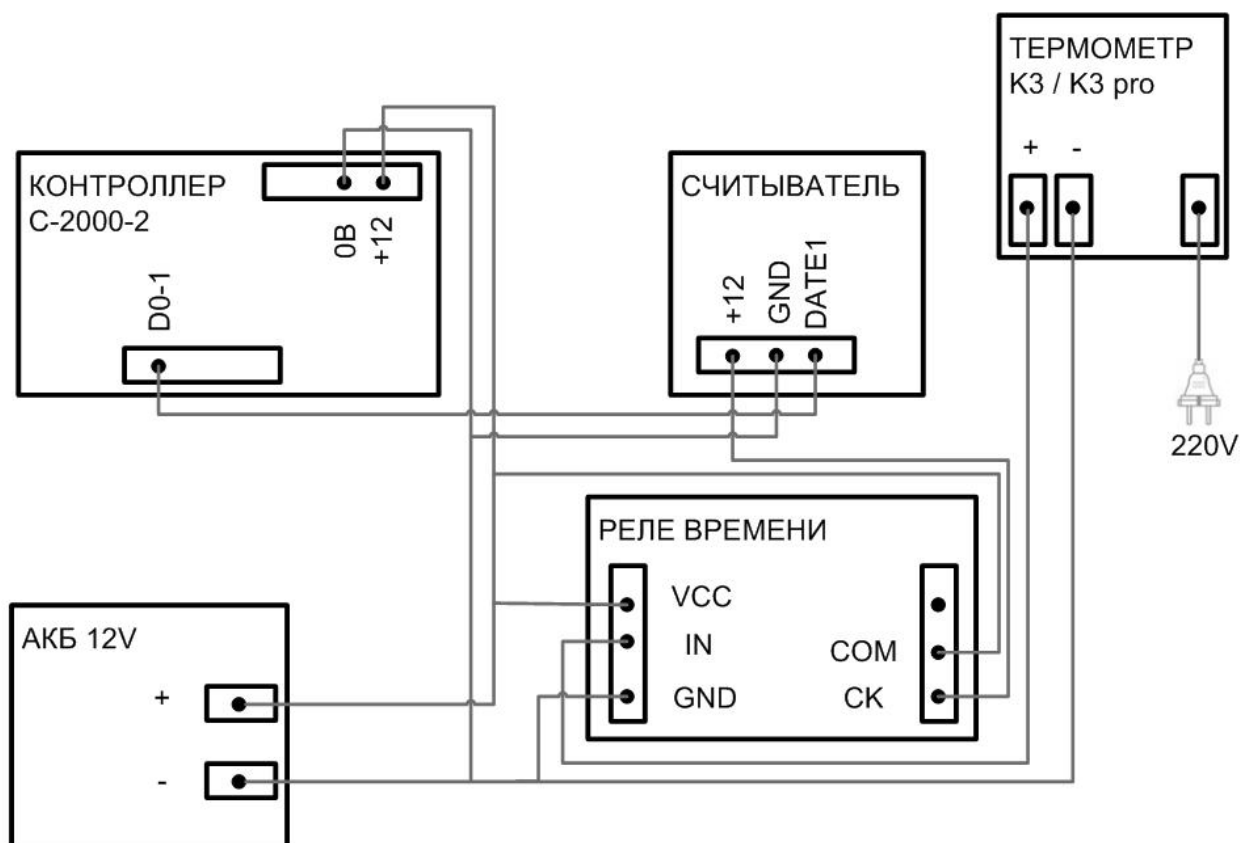 ТЕРМОМЕТР
K3 / K3 pro
+ -
КОНТРОЛЛЕР
С-2000-2
0В
+12
D0-1
СЧИТЫВАТЕЛЬ
+12
GND
DATE1
220V
РЕЛЕ ВРЕМЕНИ
VCC
IN
GND
COM
CK
АКБ 12V
+
-